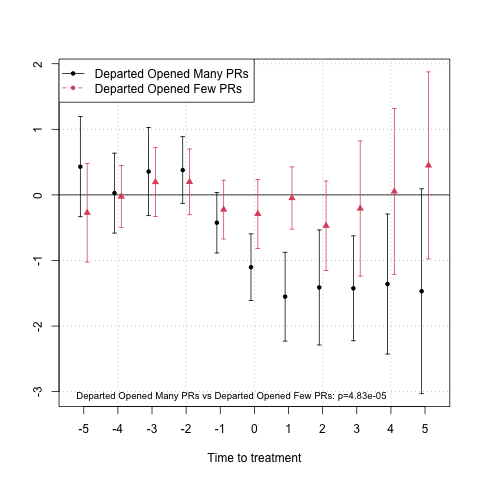 2
Departed Opened Many PRs
Departed Opened Few PRs
1
0
-1
-2
-3
Departed Opened Many PRs vs Departed Opened Few PRs: p=4.83e-05
-5 -4 -3 -2 -1 0 1 2 3 4 5
Time to treatment